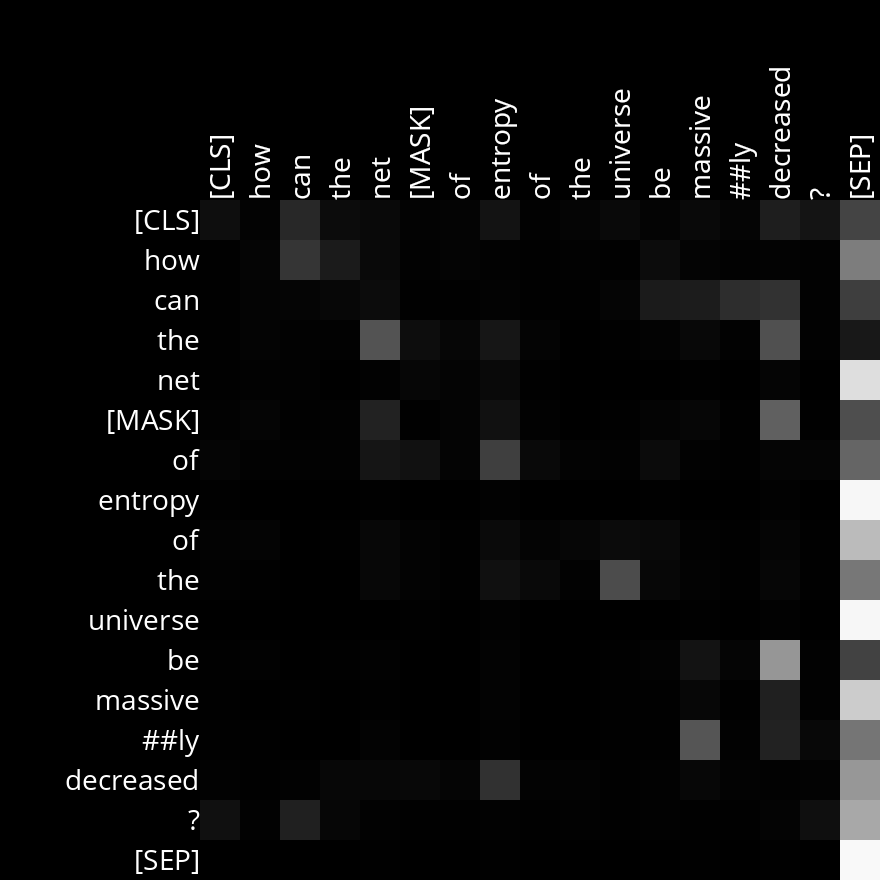 [CLS] how can the net [MASK] of entropy of the universe be massive ##ly decreased ? [SEP]
[CLS]
how
can
the
net
[MASK]
of
entropy
of
the
universe
be
massive
##ly
decreased
?
[SEP]